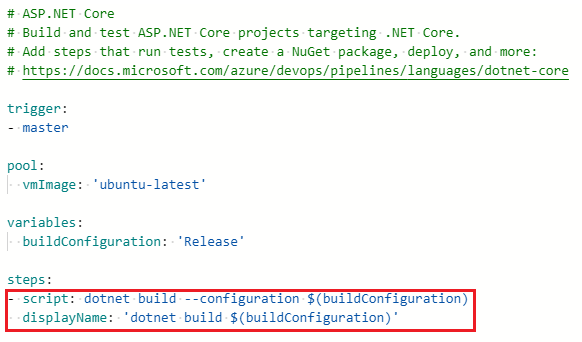 # ASP.NET Core
# Build and test ASP.NET Core projects targeting .NET Core.
# Add steps that run tests, create a NuGet package, deploy, and more:
# https://docs.microsoft.com/azure/devops/pipelines/languages/dotnet-core
trigger:
- master
pool:
  vmImage: 'ubuntu-latest'
variables:
  buildConfiguration: 'Release'
steps:
- script: dotnet build --configuration $(buildConfiguration)
  displayName: 'dotnet build $(buildConfiguration)'